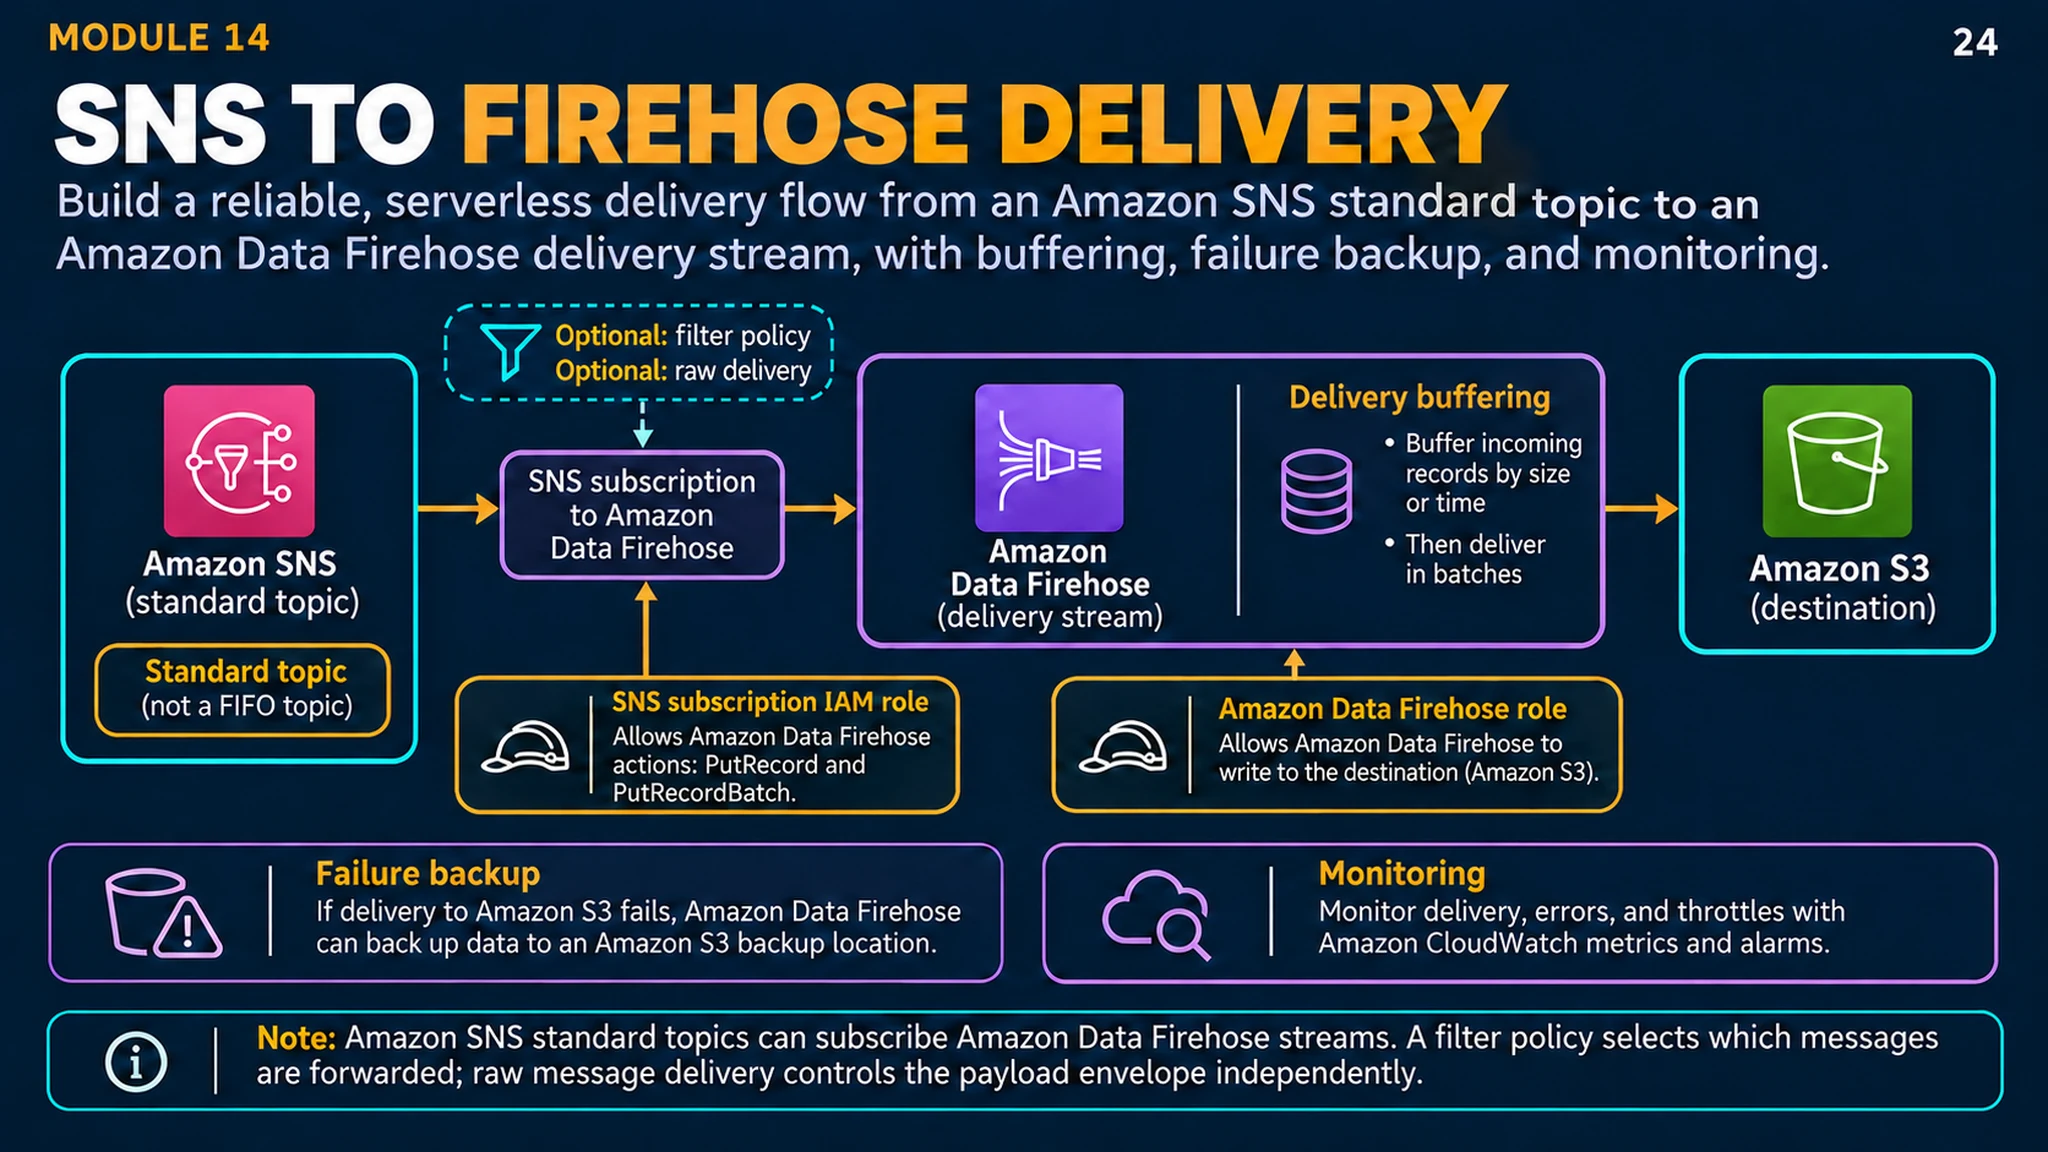 MODULE 14
24
SNS TO FIREHOSE DELIVERY
Build a reliable, serverless delivery flow from an Amazon SNS standard topic to an
Amazon Data Firehose delivery stream, with buffering, failure backup, and monitoring.
Optional: filter policy
Optional: raw delivery
Amazon SNS
(standard topic)
Standard topic
(not a FIFO topic)
SNS subscription
to Amazon
Data Firehose
Amazon
Data Firehose
(delivery stream)
Delivery buffering
• Buffer incoming
records by size
or time
• Then deliver
in batches
Amazon S3
(destination)
SNS subscription IAM role
Allows Amazon Data Firehose
actions: PutRecord and
PutRecordBatch.
Amazon Data Firehose role
Allows Amazon Data Firehose to
write to the destination (Amazon S3).
Failure backup
If delivery to Amazon S3 fails, Amazon Data Firehose
can back up data to an Amazon S3 backup location.
Monitoring
Monitor delivery, errors, and throttles with
Amazon CloudWatch metrics and alarms.
Note: Amazon SNS standard topics can subscribe Amazon Data Firehose streams. A filter policy selects which messages
are forwarded; raw message delivery controls the payload envelope independently.